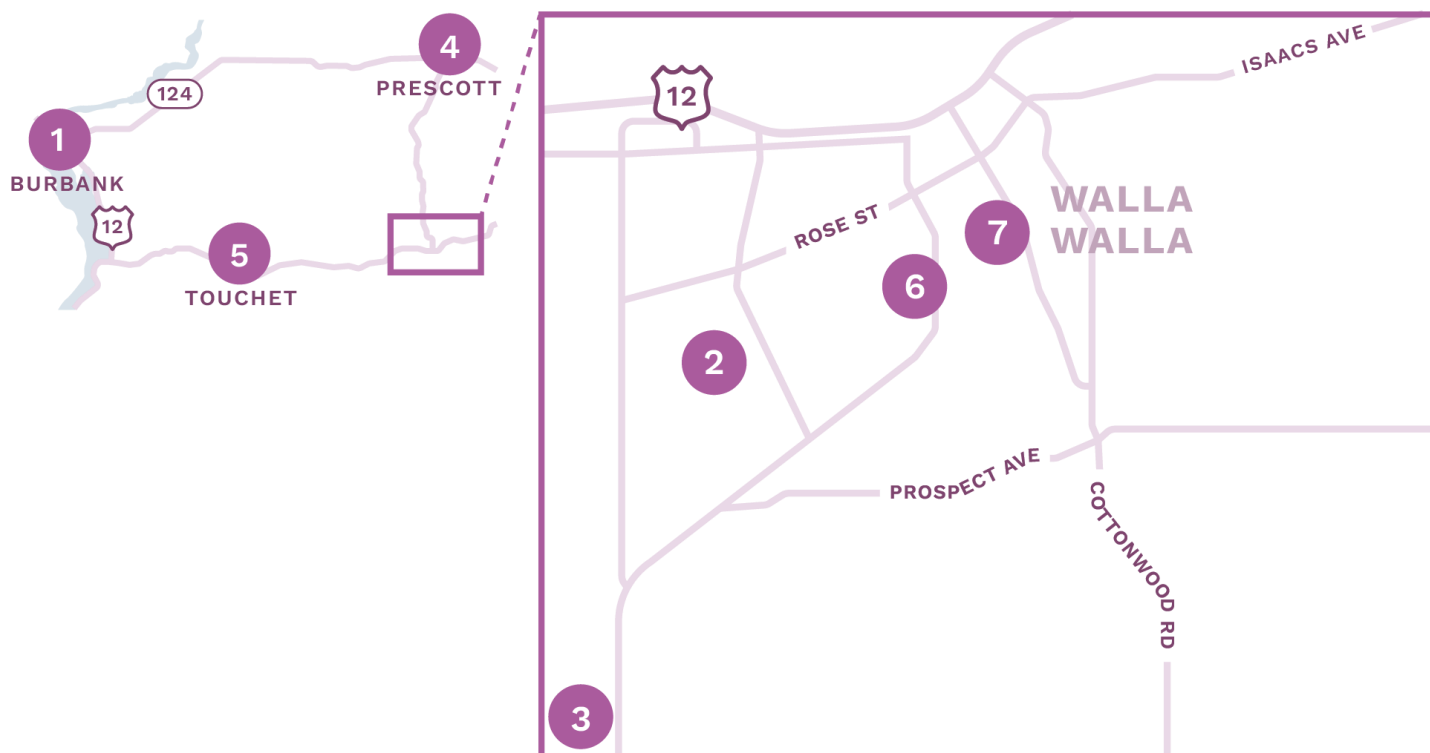 4
PRESCOTT
124
1
BURBANK
12
5
TOUCHET
12
ISAACS AVE
WALLA
WALLA
ROSE ST
7
6
2
PROSPECT AVE
COTTONWOOD RD
3